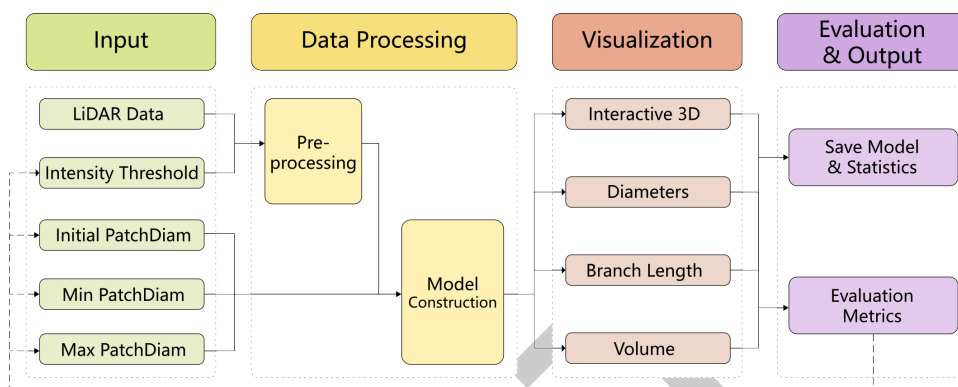 Input
Data Processing
Visualization
Evaluation
& Output
LiDAR Data
Intensity Threshold
Initial PatchDiam
Min PatchDiam
Max PatchDiam
Pre-
processing
Model
Construction
Interactive 3D
Diameters
Branch Length
Volume
Save Model
& Statistics
Evaluation
Metrics